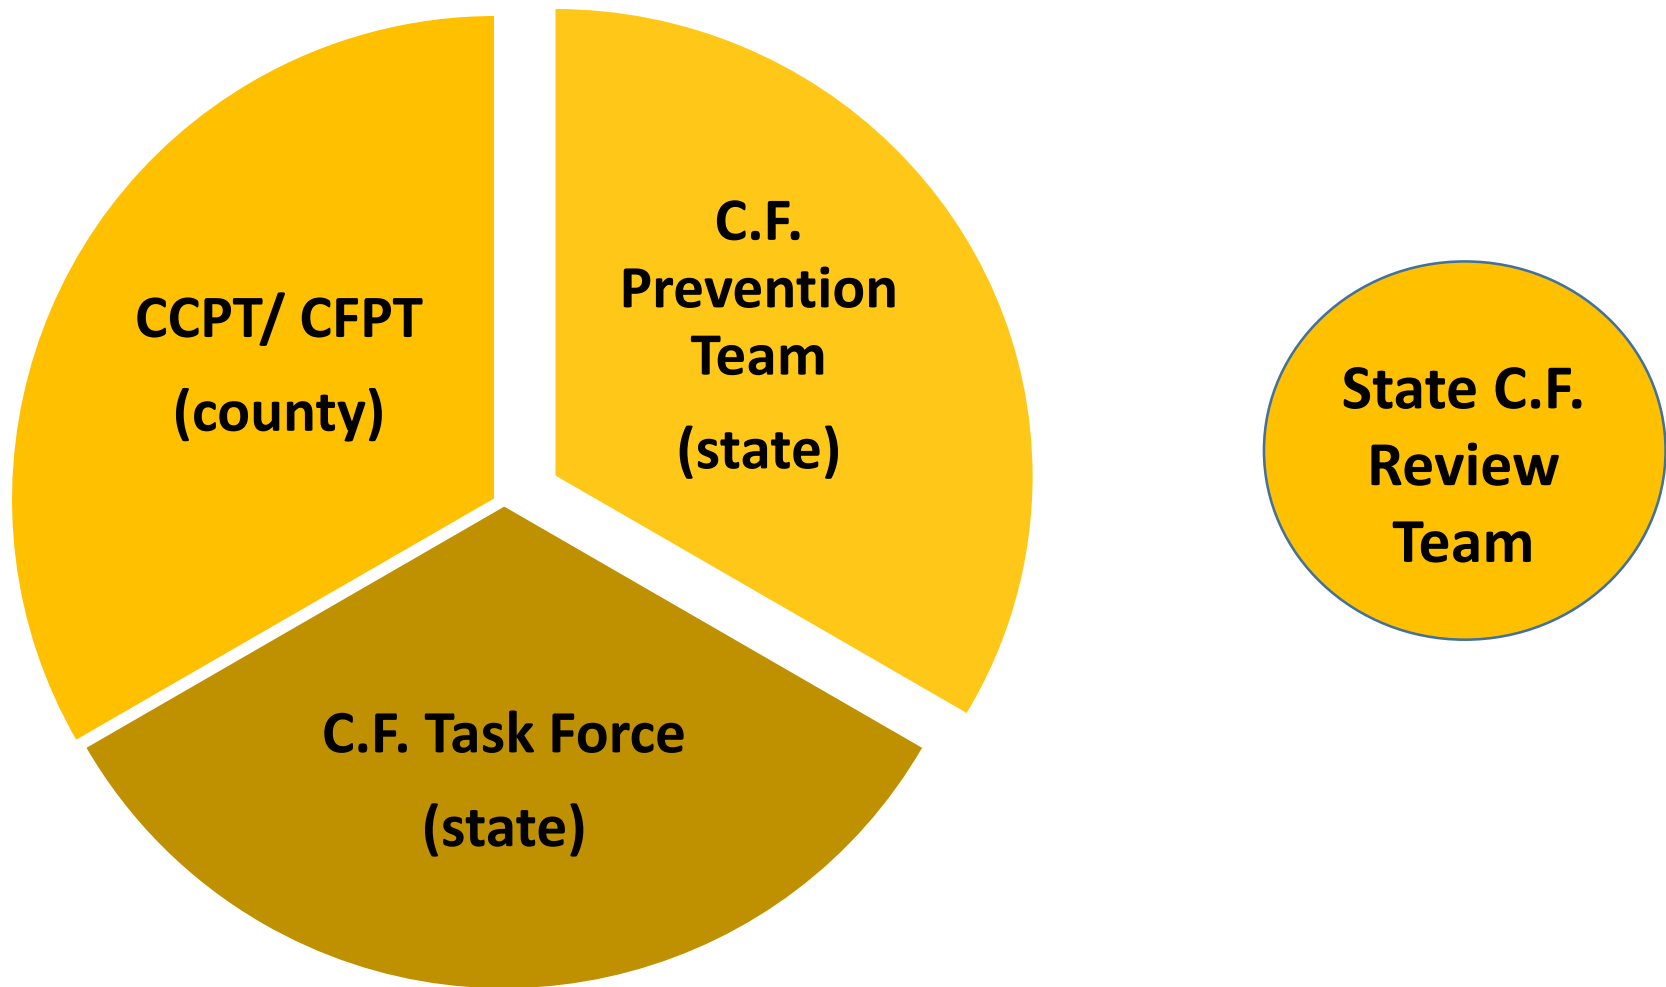 CCPT/ CFPT
(county)
C.F.
Prevention
Team
(state)
C.F. Task Force
(state)
State C.F.
Review
Team